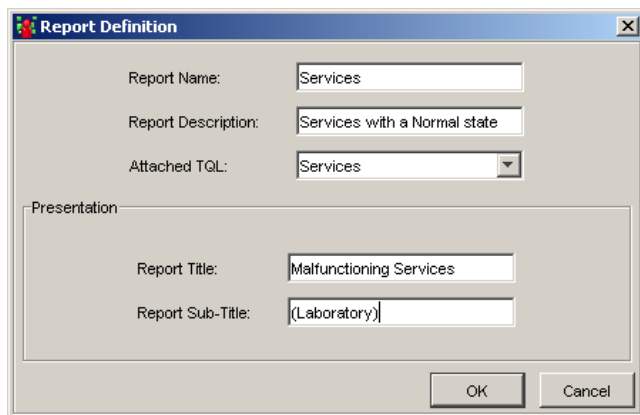 Report Definition
Report Name: Services
Report Description: Services with a Normal state
Attached TQL: Services
Presentation
Report Title: Malfunctioning Services
Report Sub-Title: (Laboratory)
OK Cancel